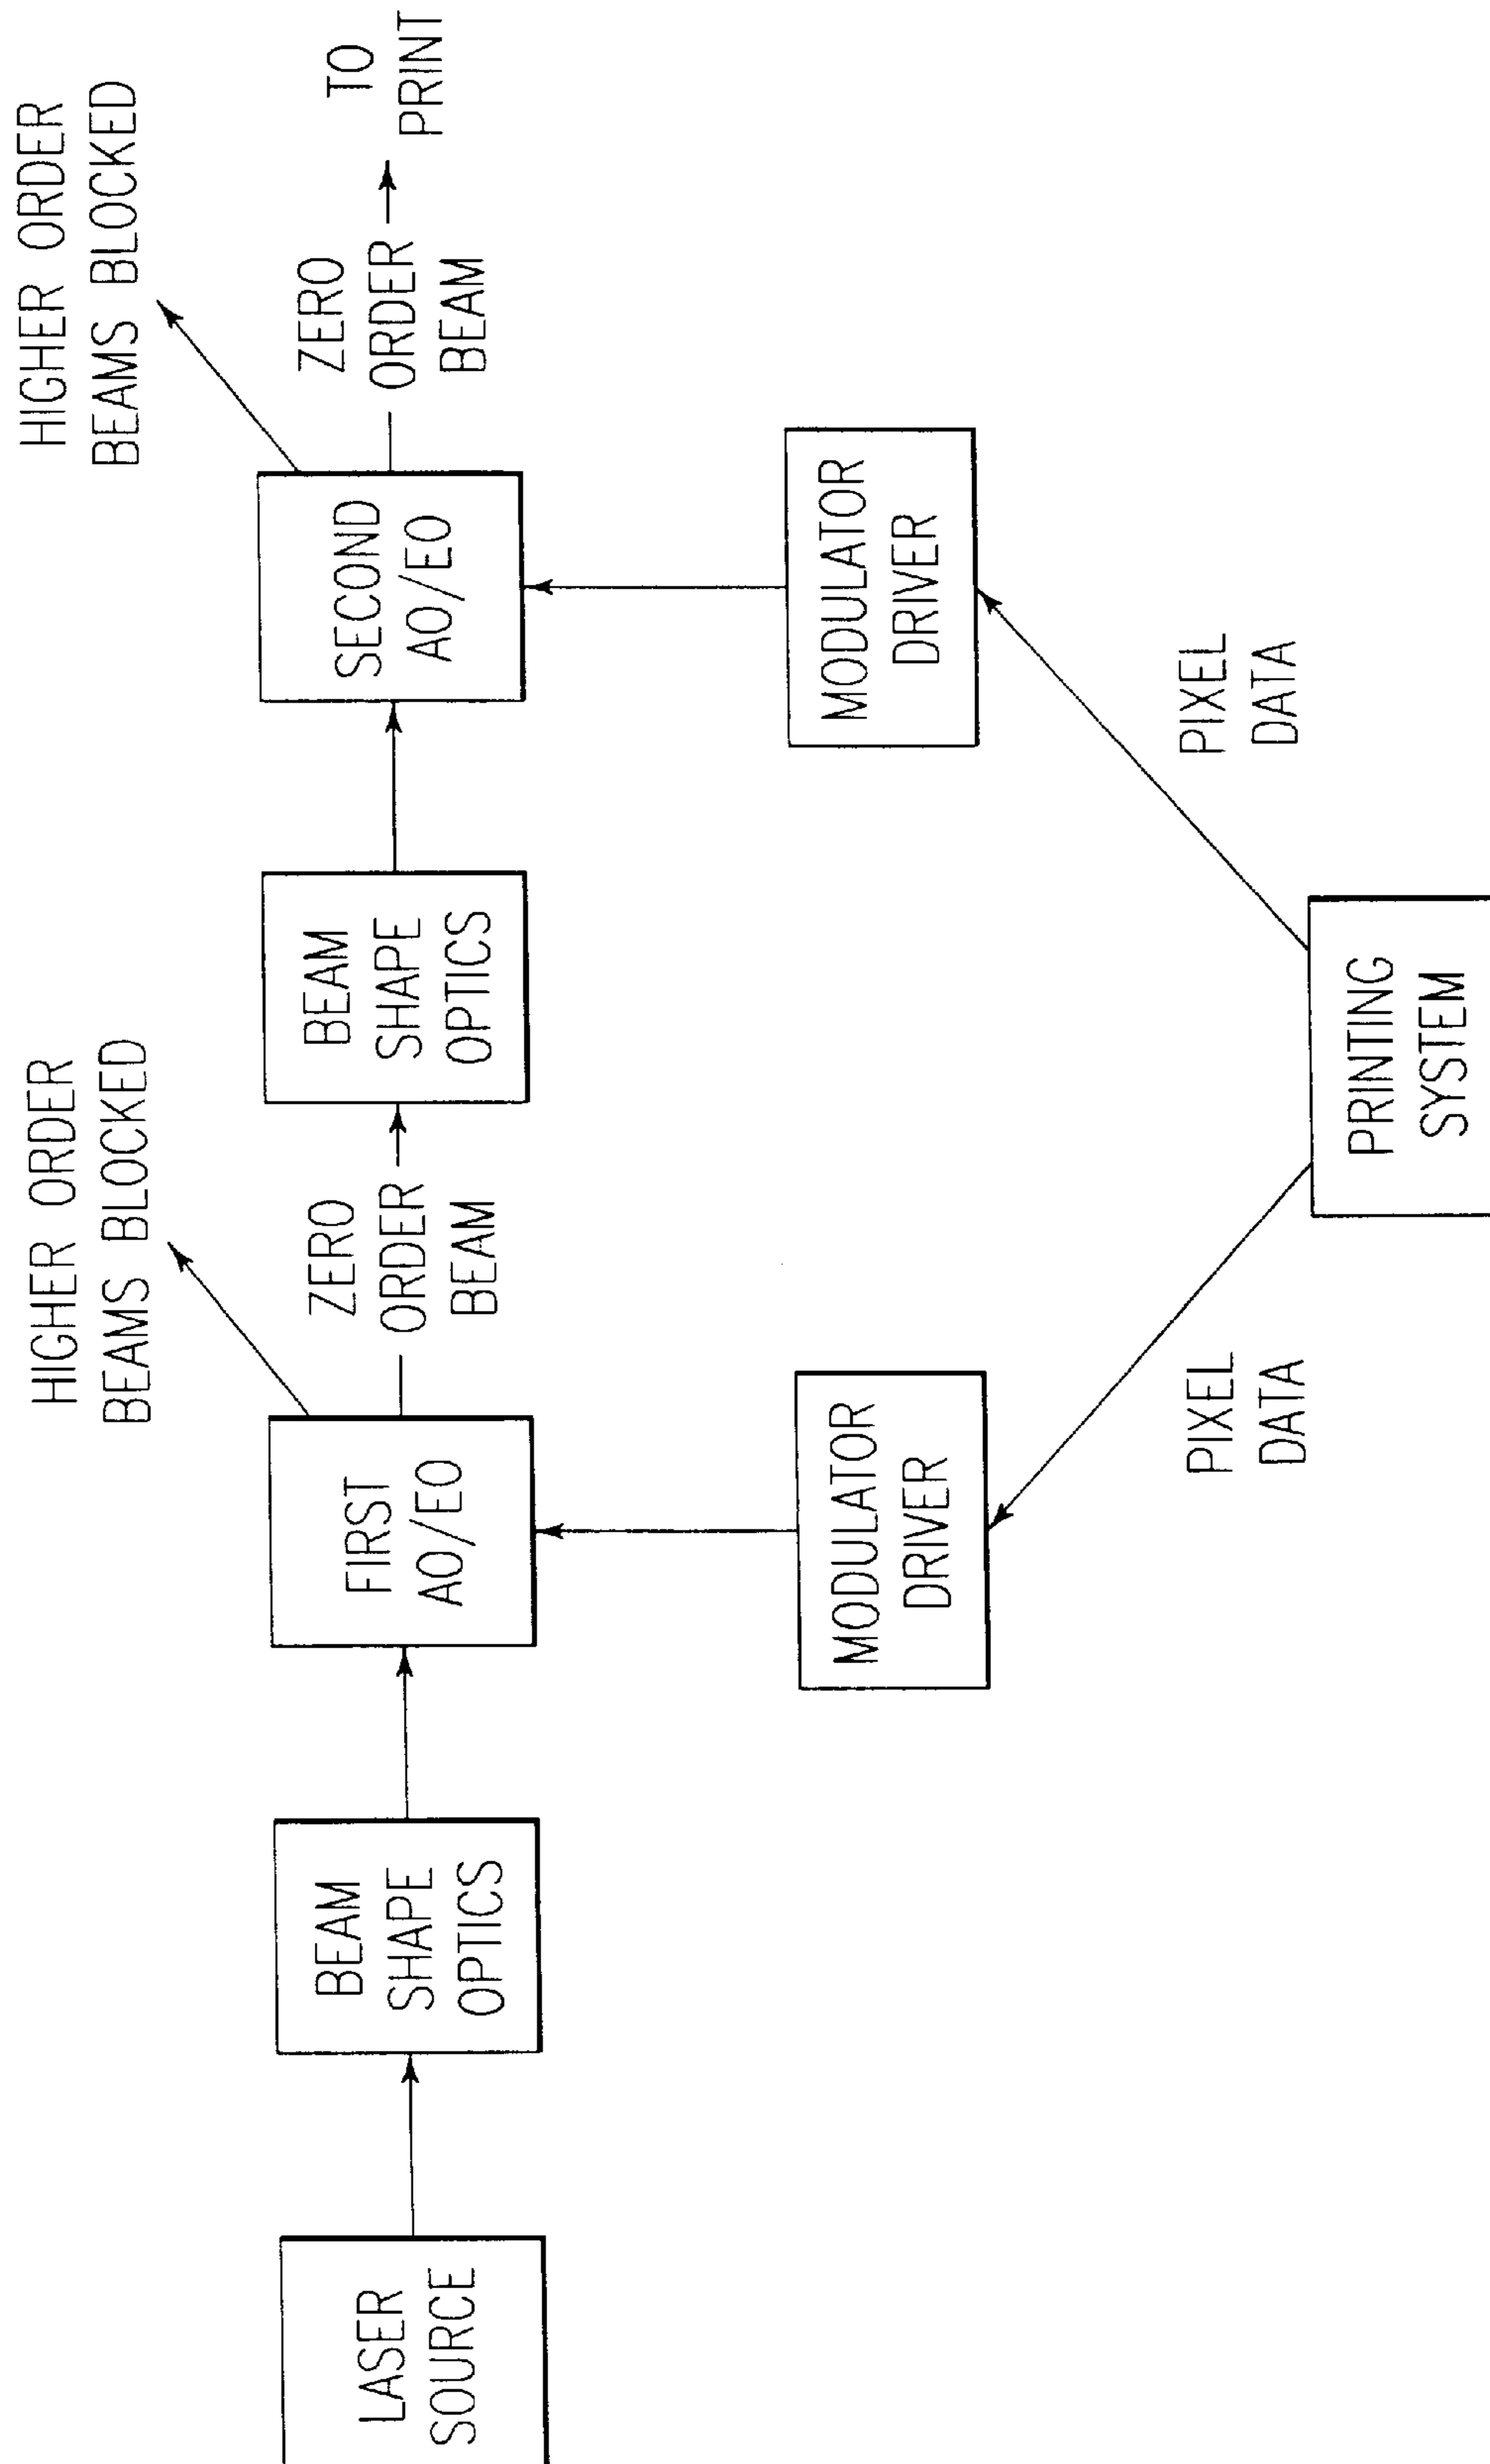 HIGHER ORDER
BEAMS BLOCKED
HIGHER ORDER
BEAMS BLOCKED
LASER
SOURCE
BEAM
SHAPE
OPTICS
FIRST
AO/EO
ZERO
ORDER
BEAM
BEAM
SHAPE
OPTICS
SECOND
AO/EO
ZERO
ORDER
BEAM
TO
PRINT
MODULATOR
DRIVER
MODULATOR
DRIVER
PIXEL
DATA
PIXEL
DATA
PRINTING
SYSTEM